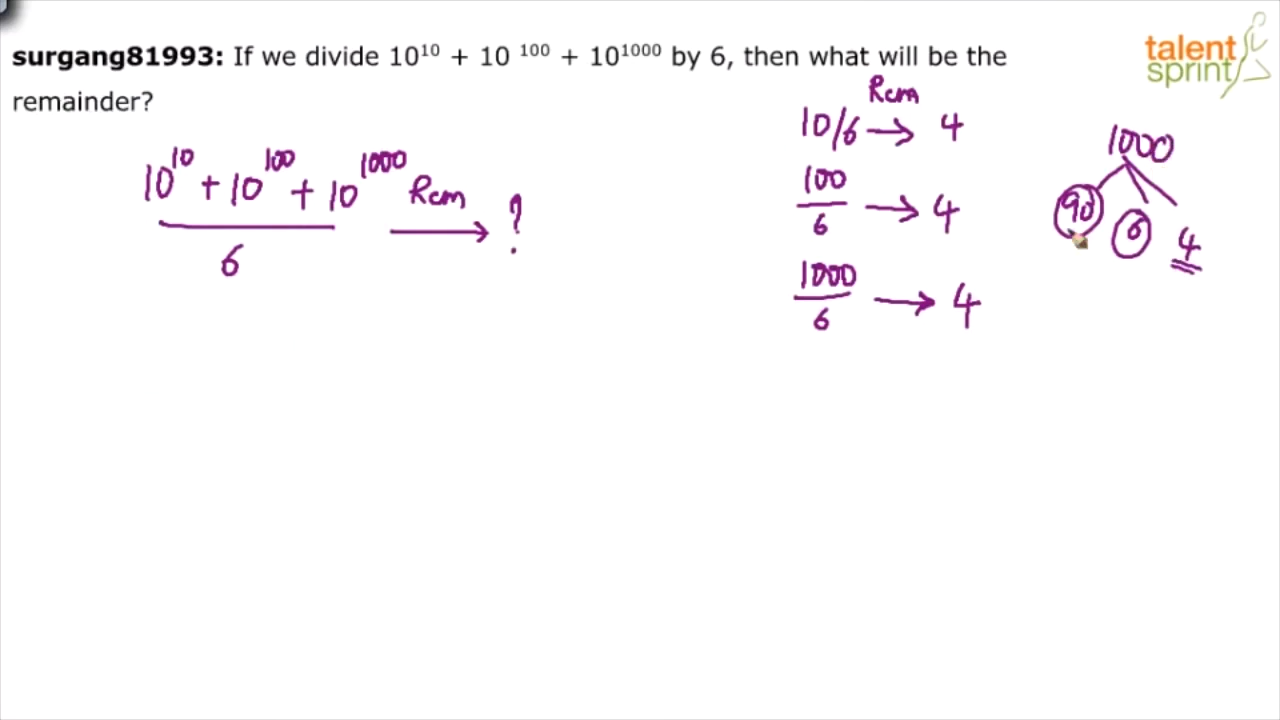 surgang81993: If we divide 10¹⁰ + 10 ¹⁰⁰ + 10¹⁰⁰⁰ by 6, then what will be the
remainder?
talent
sprint
10¹⁰ + 10¹⁰⁰ + 10¹⁰⁰⁰ Rem ?
6
Rem
10/6 → 4
100
6 → 4
1000
6 → 4
1000
90 6 4